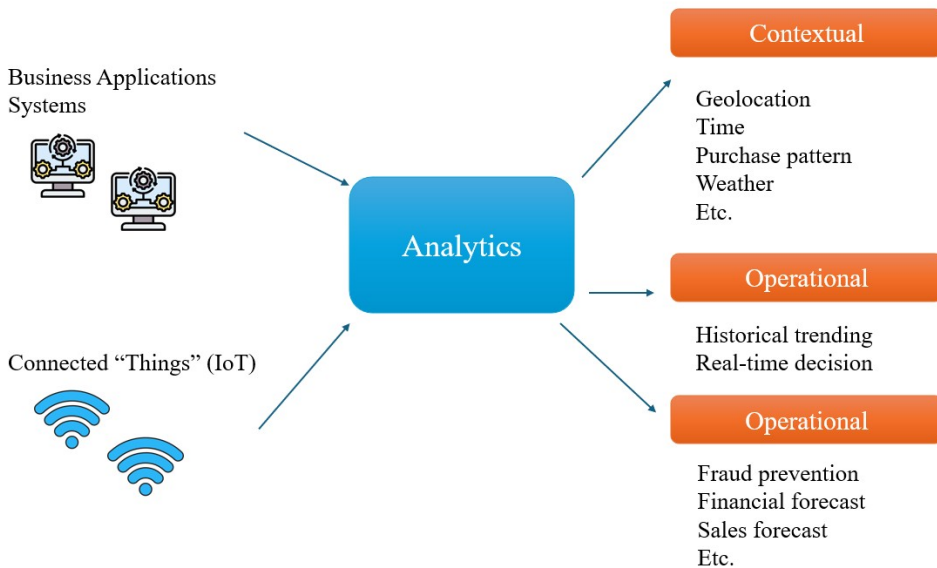 Business Applications
Systems
Connected “Things” (IoT)
Analytics
Contextual
Geolocation
Time
Purchase pattern
Weather
Etc.
Operational
Historical trending
Real-time decision
Operational
Fraud prevention
Financial forecast
Sales forecast
Etc.